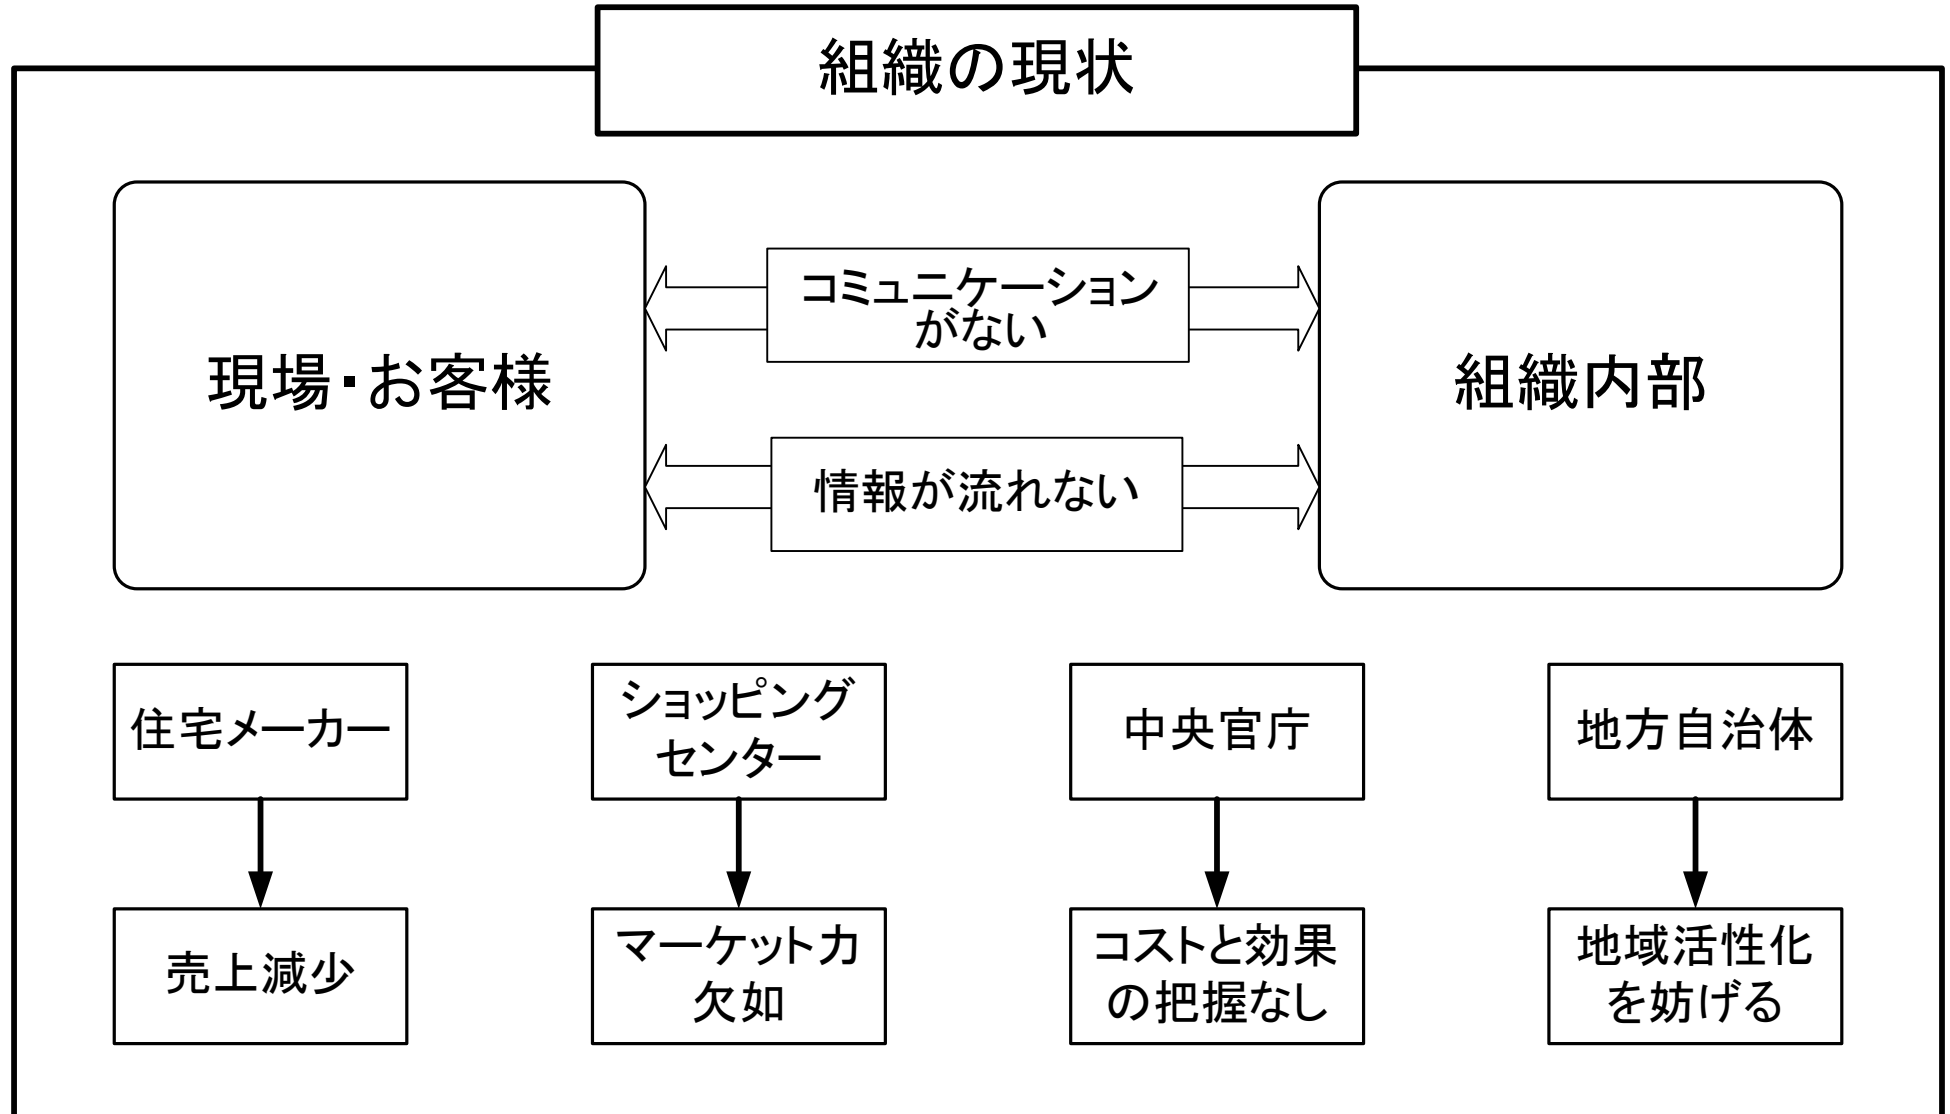 組織の現状
現場・お客様
コミュニケーション
がない
情報が流れない
組織内部
住宅メーカー
ショッピング
センター
中央官庁
地方自治体
売上減少
マーケット力
欠如
コストと効果
の把握なし
地域活性化
を妨げる